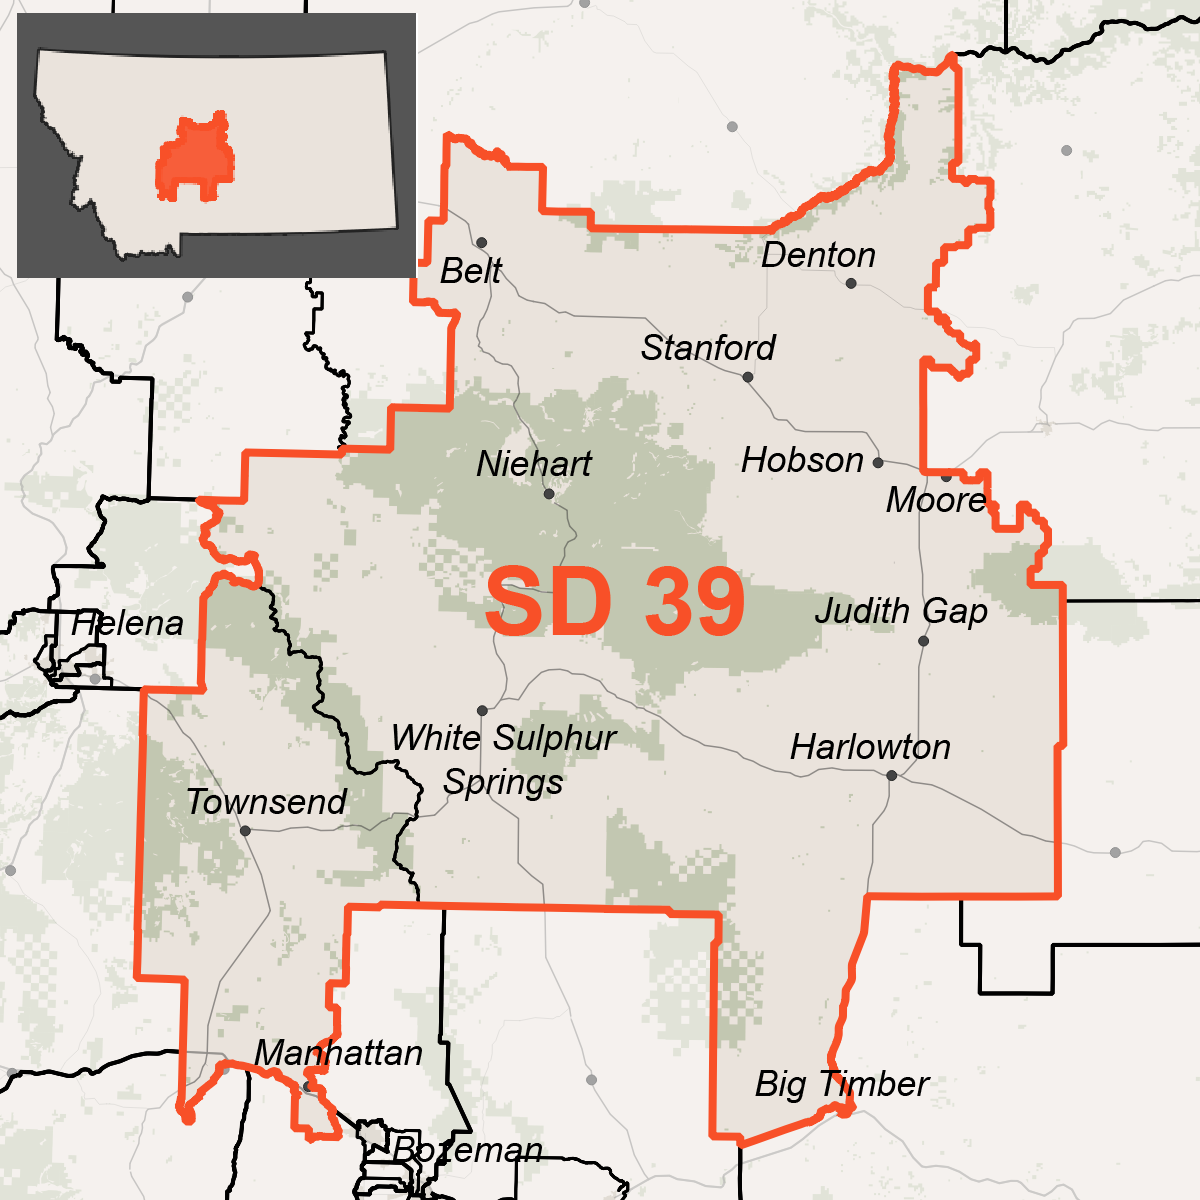 Belt
Denton
Stanford
Niehart
Hobson
Moore
SD 39
Judith Gap
Helena
White Sulphur
Springs
Harlowton
Townsend
Manhattan
Big Timber
Bozeman